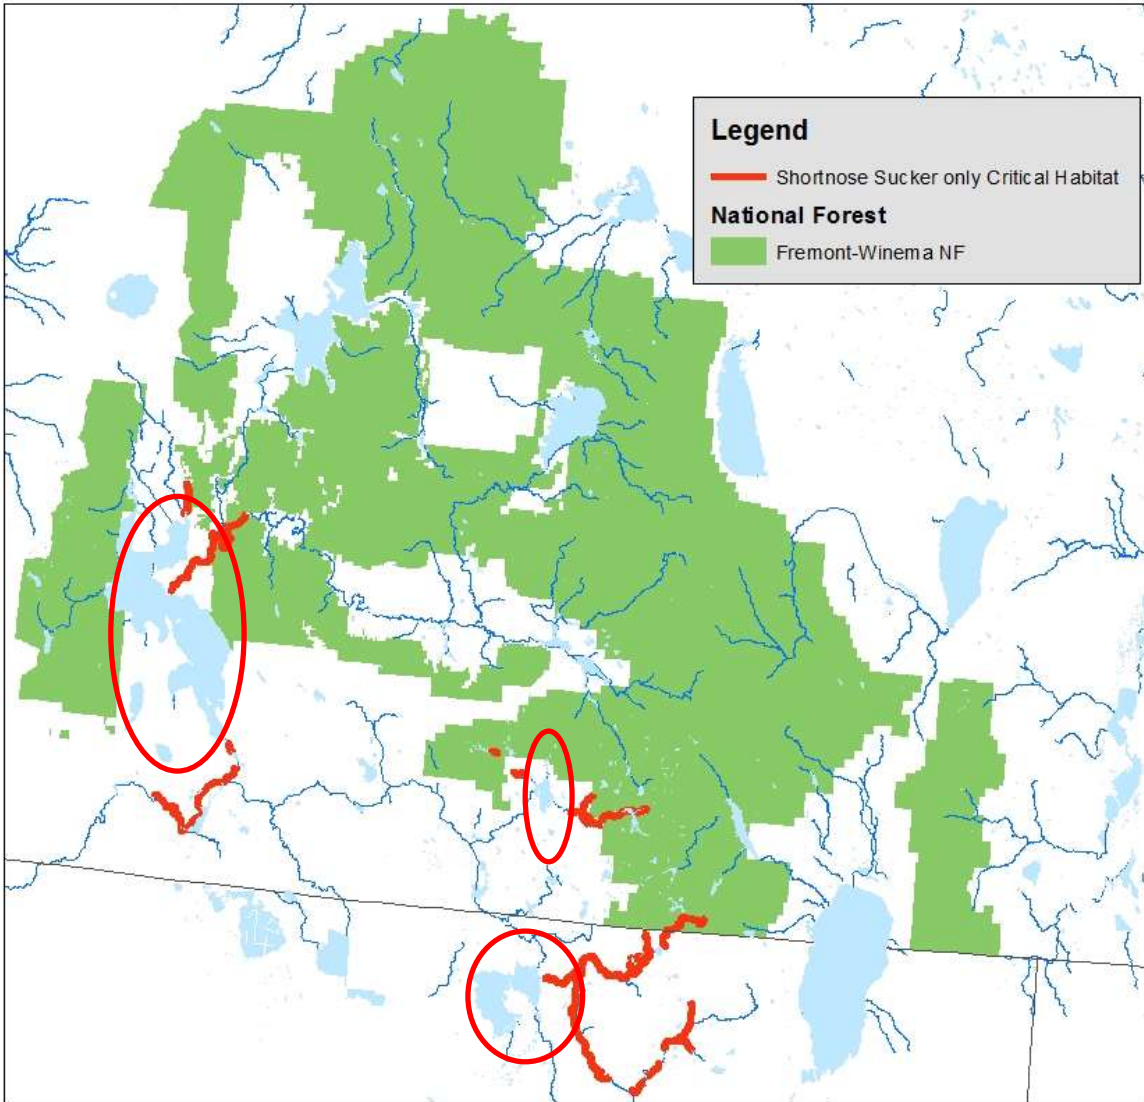 Legend
Shortnose Sucker only Critical Habitat
National Forest
Fremont-Winema NF